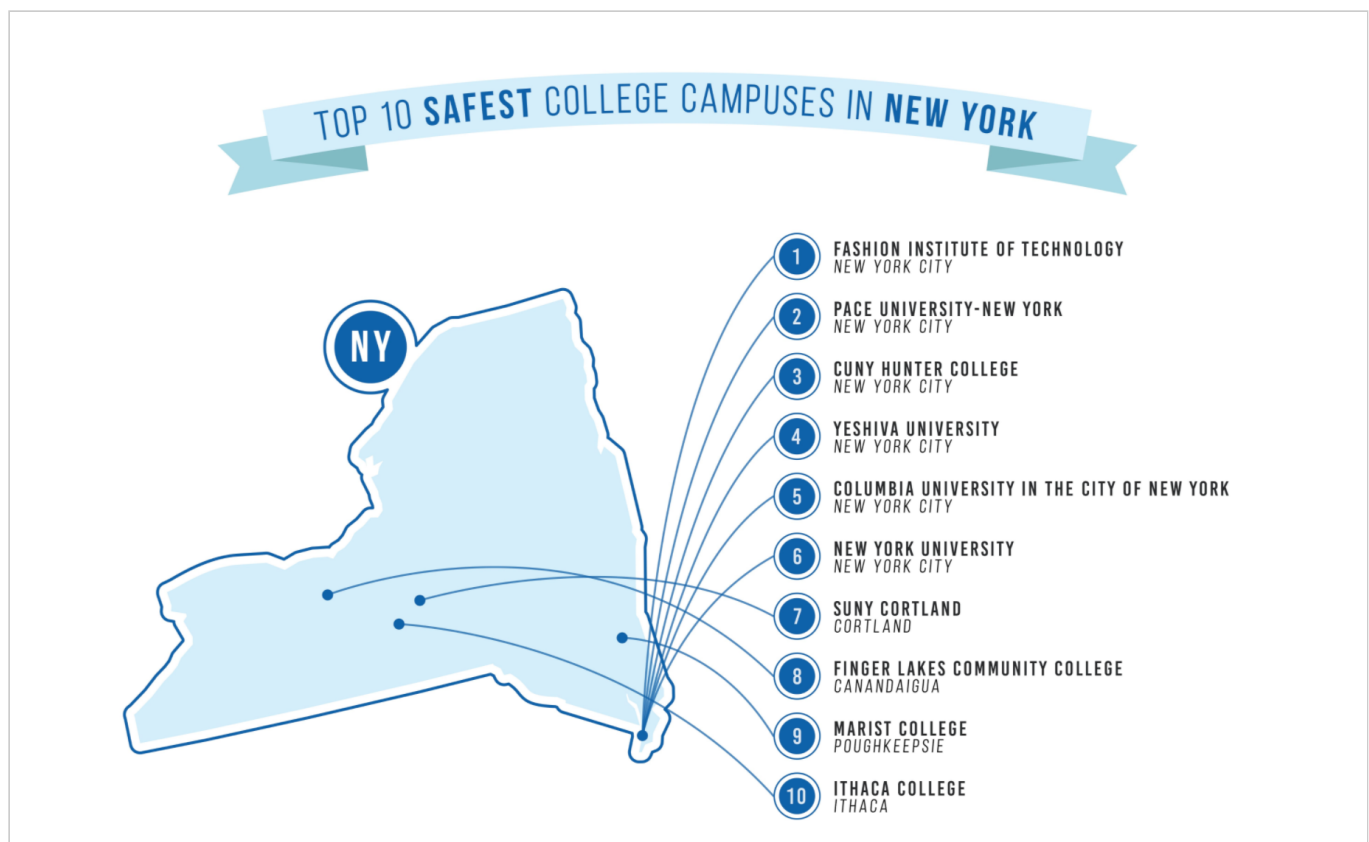 TOP 10 SAFEST COLLEGE CAMPUSES IN NEW YORK
NY
1
FASHION INSTITUTE OF TECHNOLOGY
NEW YORK CITY
2
PACE UNIVERSITY-NEW YORK
NEW YORK CITY
3
CUNY HUNTER COLLEGE
NEW YORK CITY
4
YESHIVA UNIVERSITY
NEW YORK CITY
5
COLUMBIA UNIVERSITY IN THE CITY OF NEW YORK
NEW YORK CITY
6
NEW YORK UNIVERSITY
NEW YORK CITY
7
SUNY CORTLAND
CORTLAND
8
FINGER LAKES COMMUNITY COLLEGE
CANANDAIGUA
9
MARIST COLLEGE
POUGHKEEPSIE
10
ITHACA COLLEGE
ITHACA